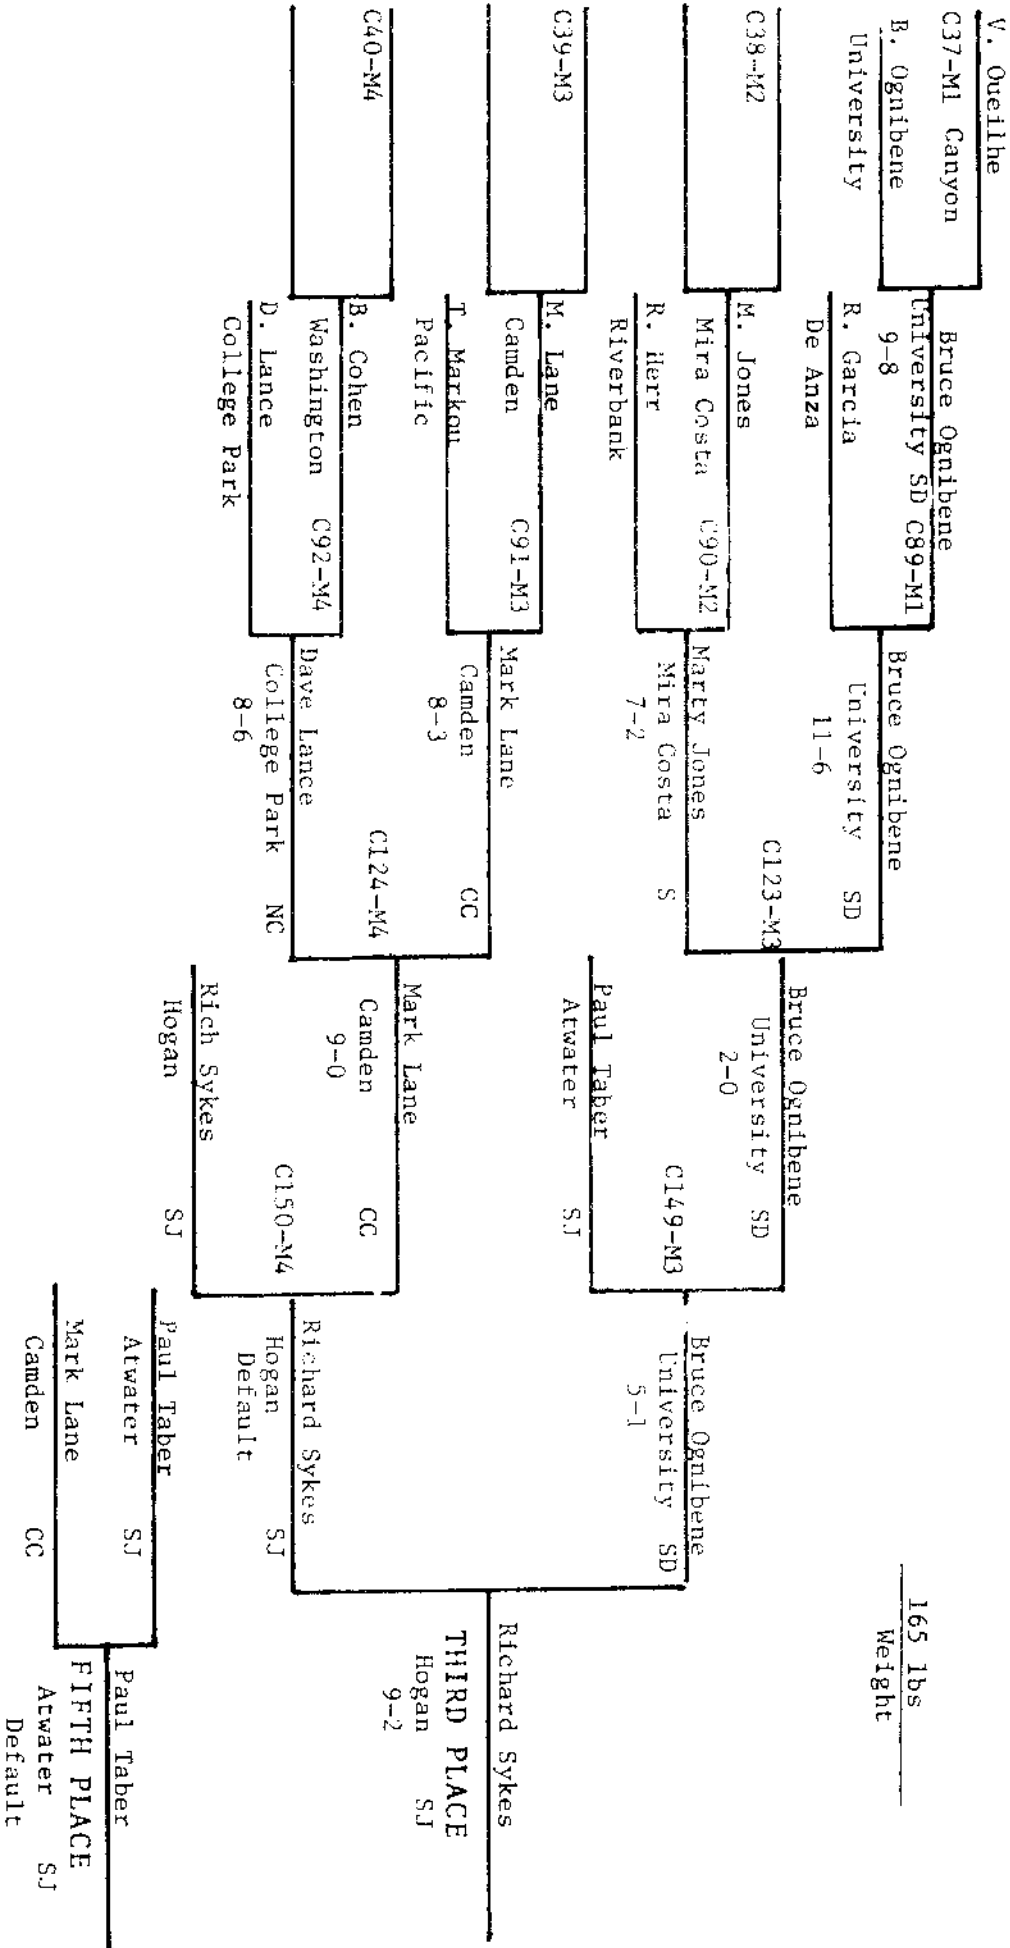 V. Oueilhe
C37-M1 Canyon
B. Ognibene
University
C38-M2
C39-M3
C40-M4
Bruce Ognibene
University SD C89-M1
9-8
R. Garcia
De Anza
M. Jones
Mira Costa C90-M2
R. Herr
Riverbank
M. Lane
Camden C91-M3
T. Markou
Pacific
B. Cohen
Washington C92-M4
D. Lance
College Park
Bruce Ognibene
University SD
11-6
C123-M3
Marty Jones
Mira Costa S
7-2
Mark Lane
Camden CC
8-3
C124-M4
Dave Lance
College Park NC
8-6
Bruce Ognibene
University SD
2-0
C149-M3
Paul Taber
Atwater SJ
Mark Lane
Camden CC
9-0
C150-M4
Rich Sykes
Hogan SJ
Bruce Ognibene
University SD
5-1
Richard Sykes
Hogan SJ
Default
Paul Taber
Atwater SJ
Mark Lane
Camden CC
165 lbs
Weight
Richard Sykes
THIRD PLACE
Hogan SJ
9-2
Paul Taber
FIFTH PLACE
Atwater SJ
Default